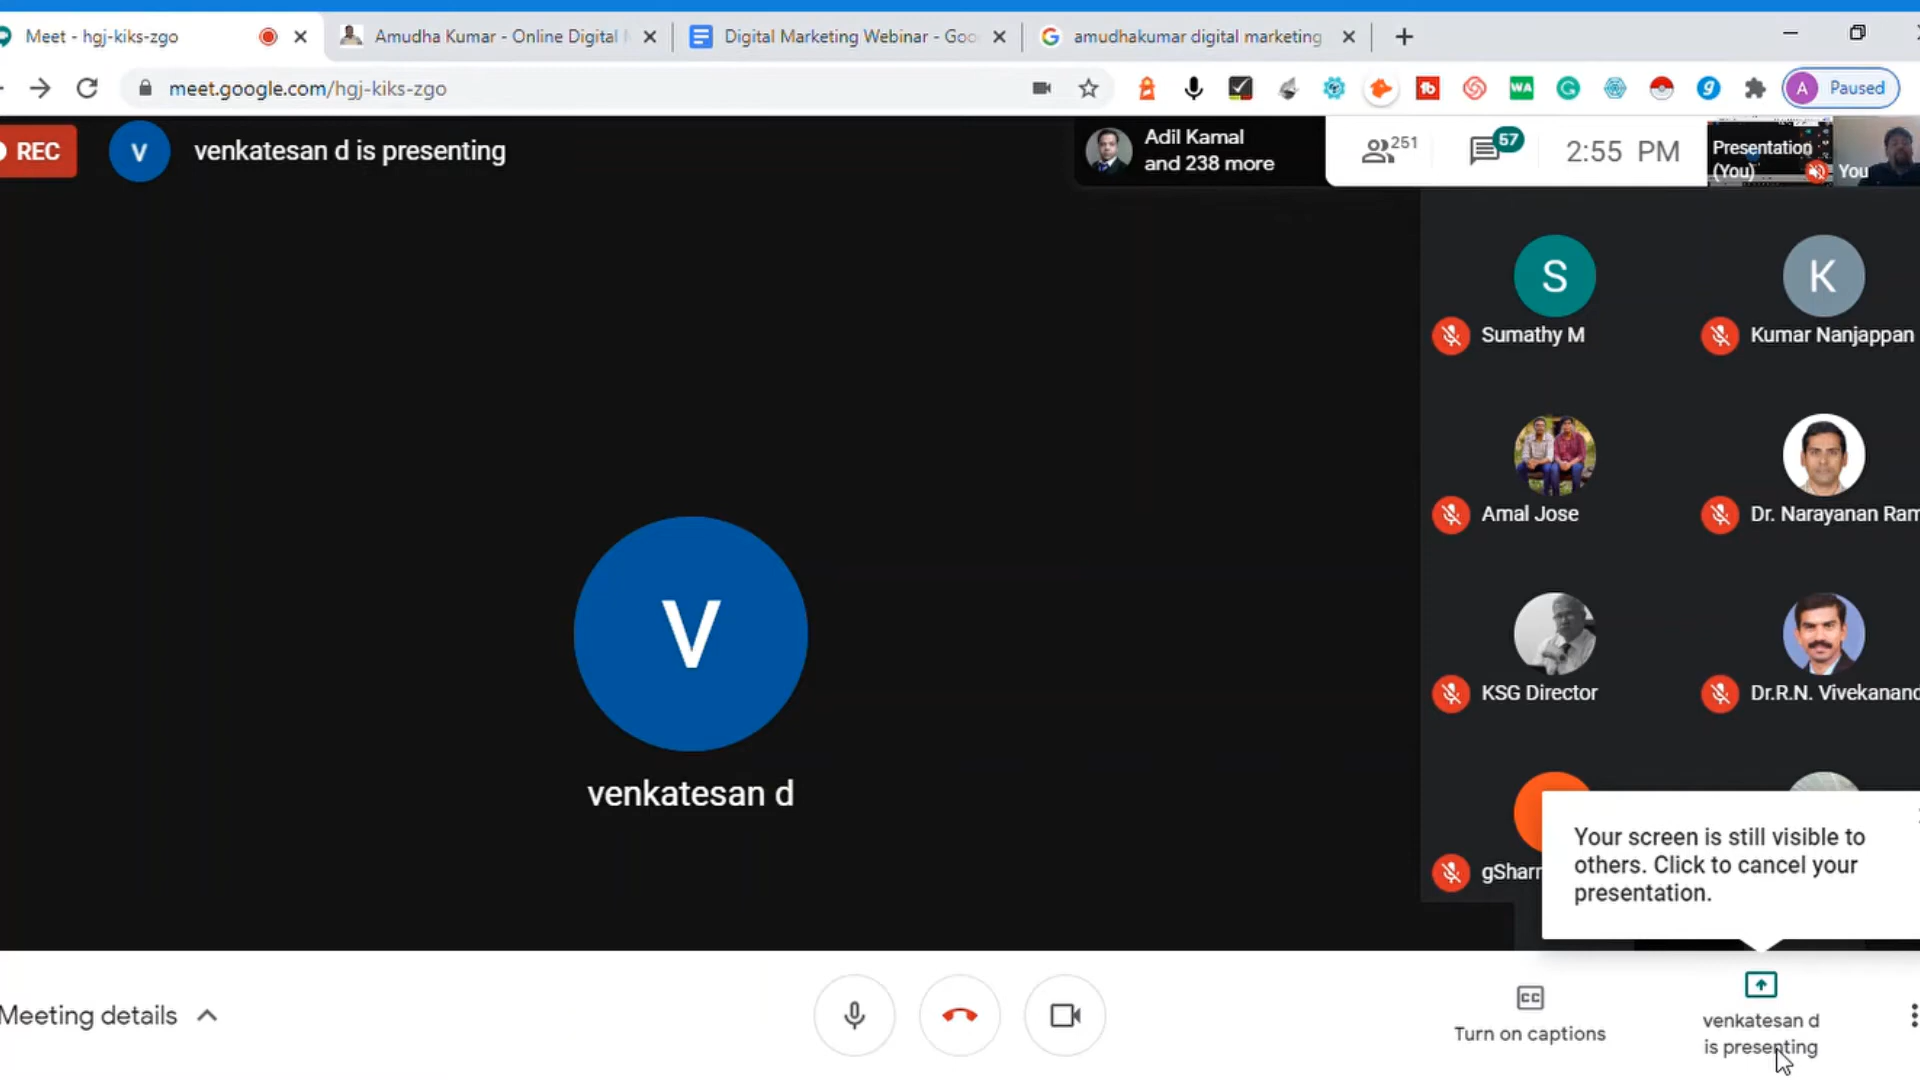 Meet - hgj-kiks-zgo
Amudha Kumar - Online Digital
Digital Marketing Webinar - Goo
amudhakumar digital marketing
meet.google.com/hgj-kiks-zgo
WA
A Paused
REC
V
venkatesan d is presenting
Adil Kamal
and 238 more
251
57
2:55 PM
Presentation
(You)
You
S
K
Sumathy M
Kumar Nanjappan
Amal Jose
Dr. Narayanan Ram
KSG Director
Dr.R.N. Vivekanand
V
venkatesan d
gSharm
Your screen is still visible to
others. Click to cancel your
presentation.
Meeting details
CC
Turn on captions
venkatesan d
is presenting